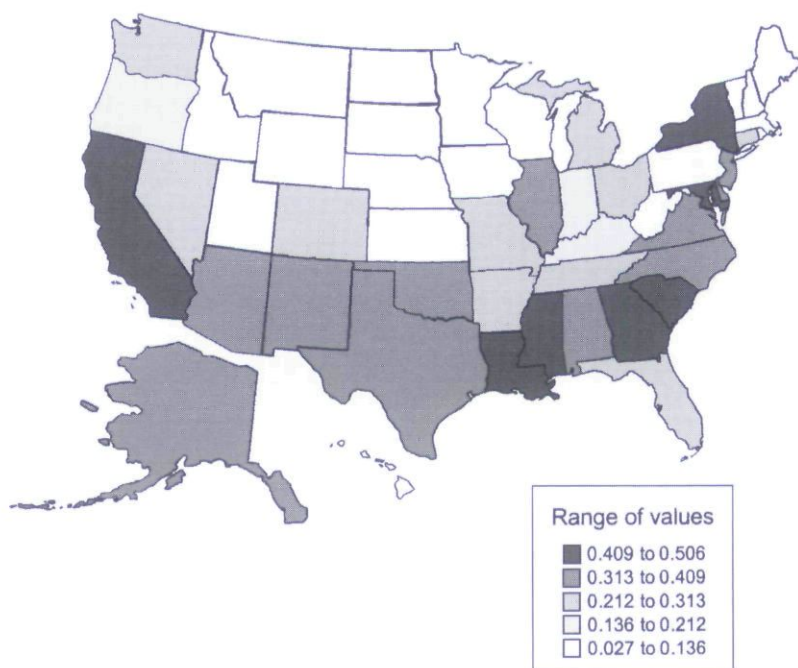 Range of values
0.409 to 0.506
0.313 to 0.409
0.212 to 0.313
0.136 to 0.212
0.027 to 0.136